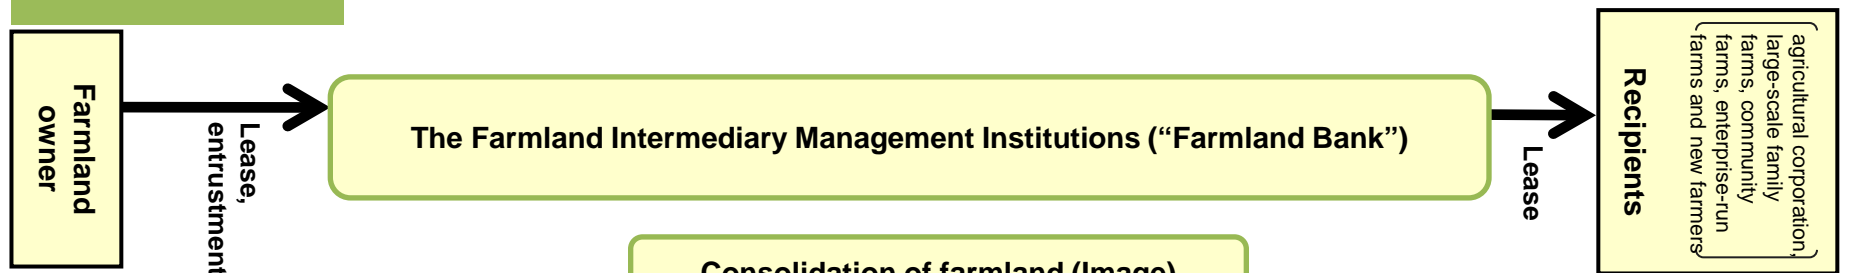 Farmland
owner
Lease,
entrustment
The Farmland Intermediary Management Institutions (“Farmland Bank”)
Lease
Recipients
agricultural corporation,
large-scale family
farms, community
farms, enterprise-run
farms and new farmers
Consolidation of farmland (Image)